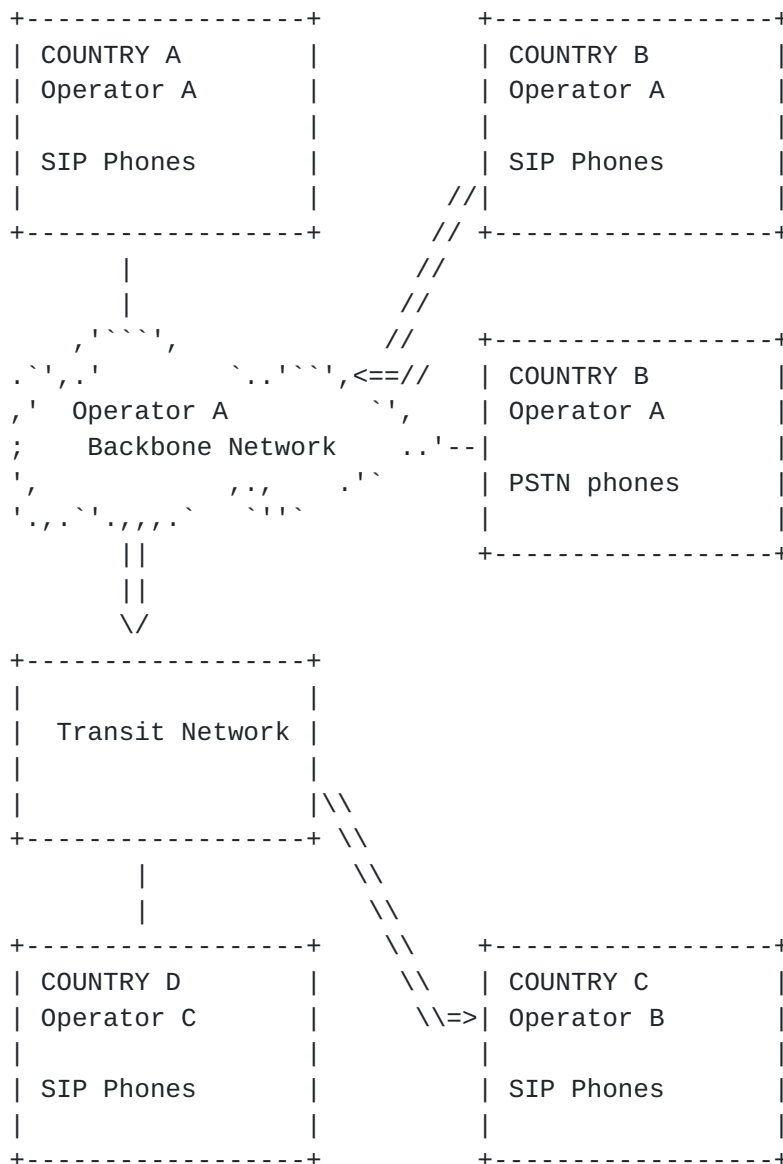 COUNTRY A
Operator A
SIP Phones
COUNTRY B
Operator A
SIP Phones
Operator A
Backbone Network
COUNTRY B
Operator A
PSTN phones
Transit Network
COUNTRY D
Operator C
SIP Phones
COUNTRY C
Operator B
SIP Phones